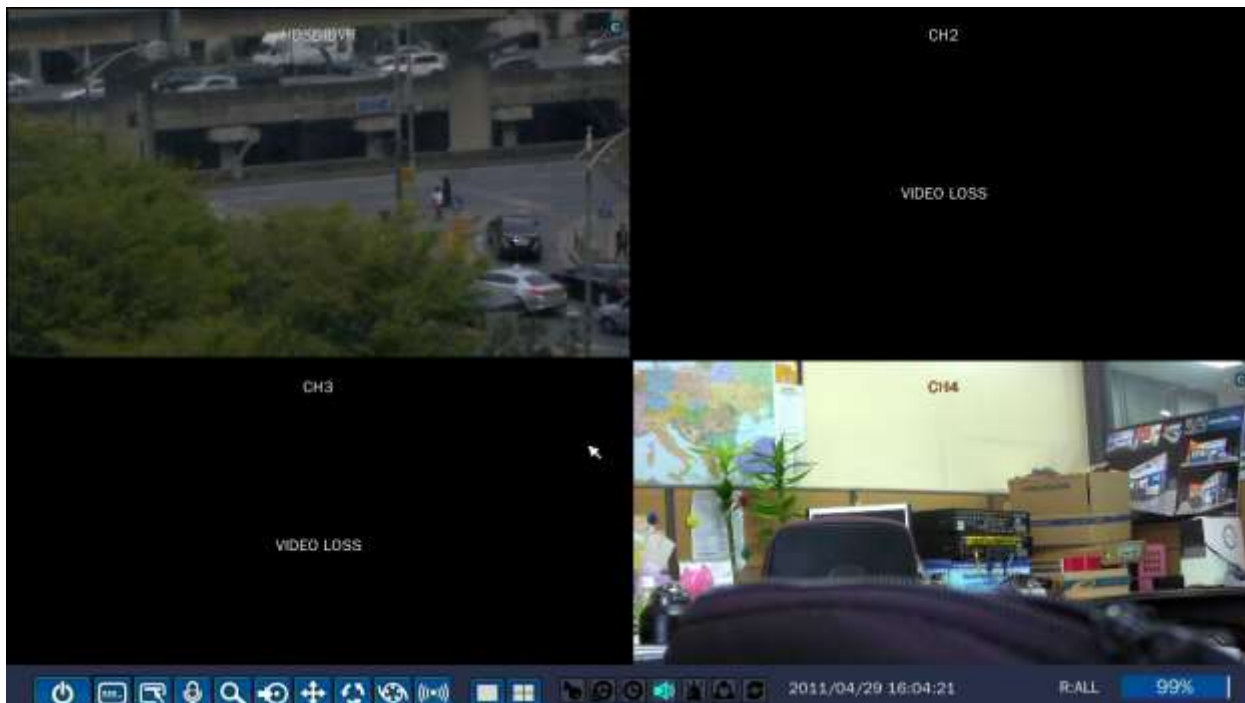 HDSDIDVR
CH2
VIDEO LOSS
CH3
CH4
VIDEO LOSS
2011/04/29 16:04:21
R:ALL
99%